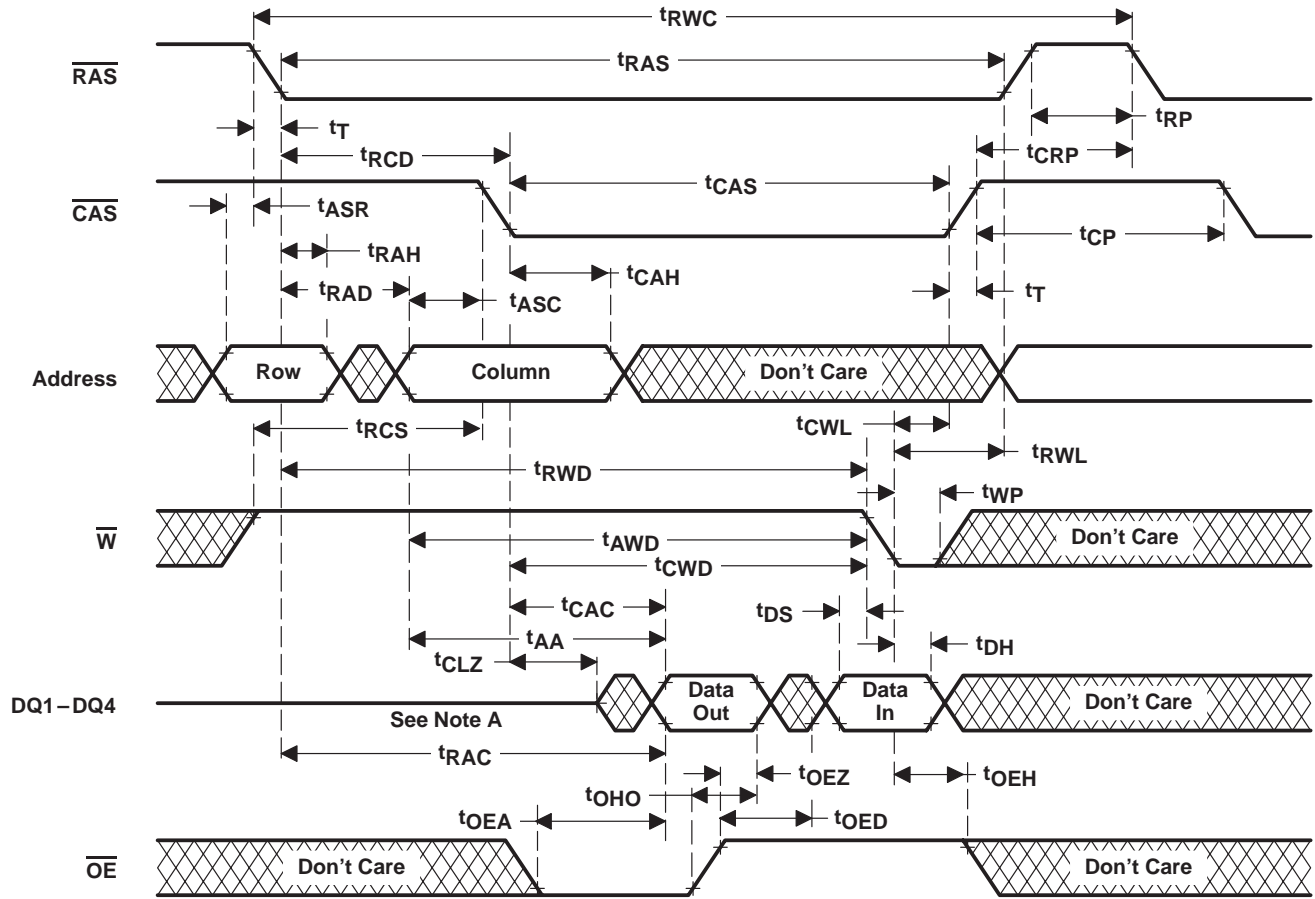 tRWC
RAS
tRAS
tT
tRP
tRCD
tCRP
CAS
tCAS
tASR
tCP
tRAH
tCAH
tRAD
tASC
tT
Address
Row
Column
Don't Care
tRCS
tCWL
tRWL
tRWD
tWP
W
tAWD
Don't Care
tCWD
tCAC
tDS
tAA
tDH
tCLZ
DQ1–DQ4
Data Out
Data In
Don't Care
See Note A
tRAC
tOEZ
tOEH
tOHO
tOEA
tOED
OE
Don't Care
Don't Care